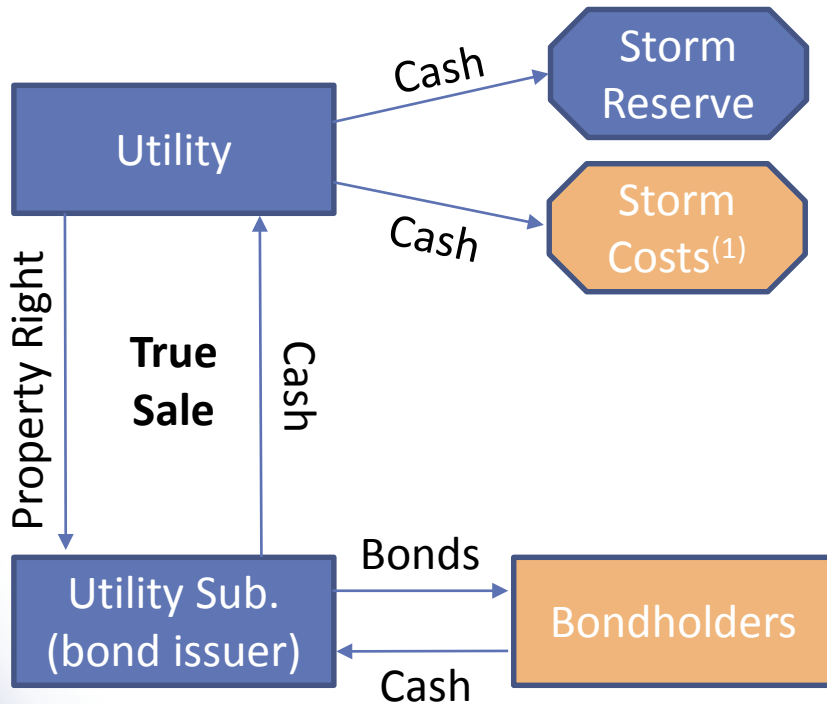 Cash
Storm
Reserve
Utility
Cash
Storm
Costs(1)
Property Right
True
Sale
Cash
Utility Sub.
(bond issuer)
Bonds
Cash
Bondholders